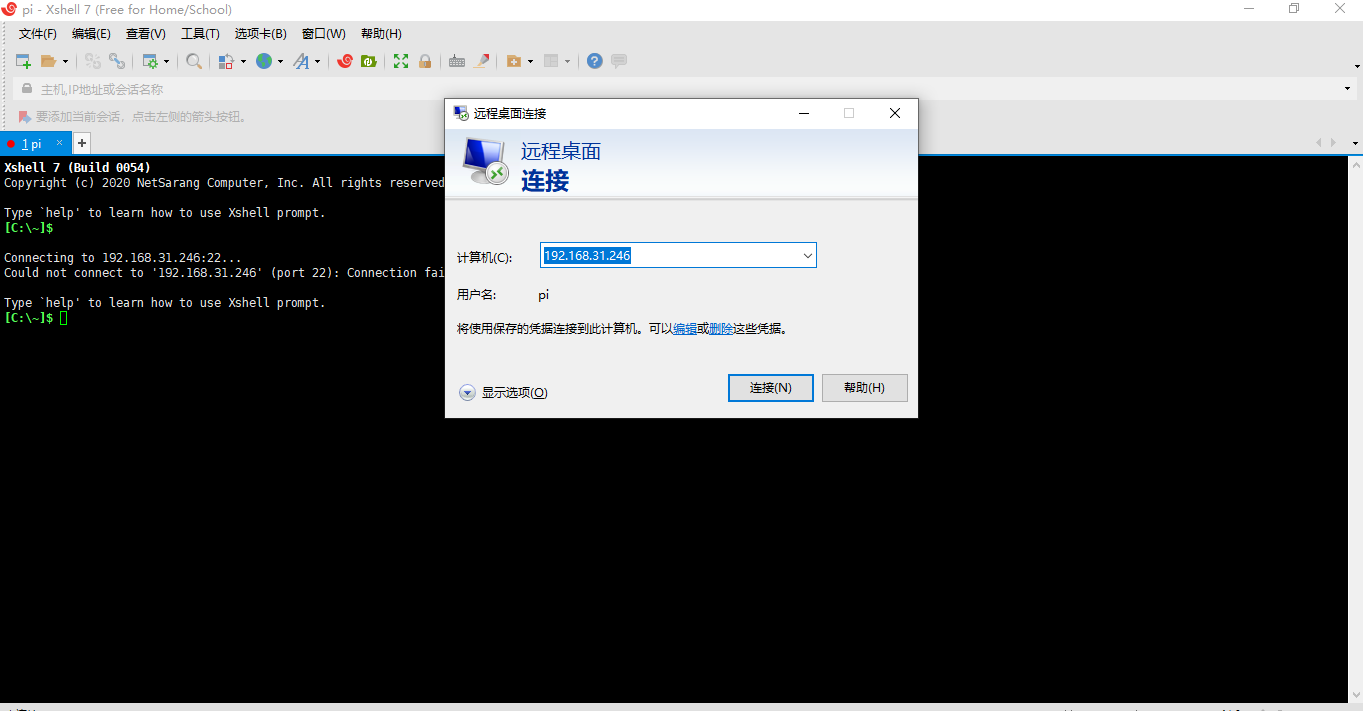 pi - Xshell 7 (Free for Home/School)
文件(F) 编辑(E) 查看(V) 工具(T) 选项卡(B) 窗口(W) 帮助(H)
主机,IP地址或会话名称
要添加当前会话，点击左侧的箭头按钮。
1 pi × +
Xshell 7 (Build 0054)
Copyright (c) 2020 NetSarang Computer, Inc. All rights reserved
Type `help' to learn how to use Xshell prompt.
[C:\~]$
Connecting to 192.168.31.246:22...
Could not connect to '192.168.31.246' (port 22): Connection fai
Type `help' to learn how to use Xshell prompt.
[C:\~]$
远程桌面连接
远程桌面
连接
计算机(C): 192.168.31.246
用户名: pi
将使用保存的凭据连接到此计算机。可以编辑或删除这些凭据。
显示选项(O) 连接(N) 帮助(H)